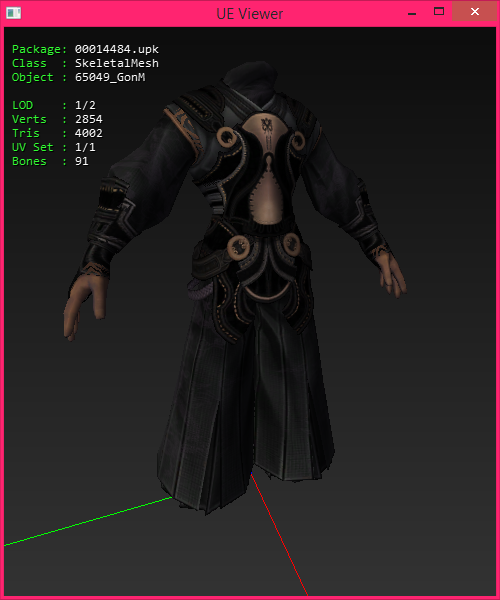 UE Viewer
Package: 00014484.upk
Class : SkeletalMesh
Object : 65049_GonM
LOD : 1/2
Verts : 2854
Tris : 4002
UV Set : 1/1
Bones : 91